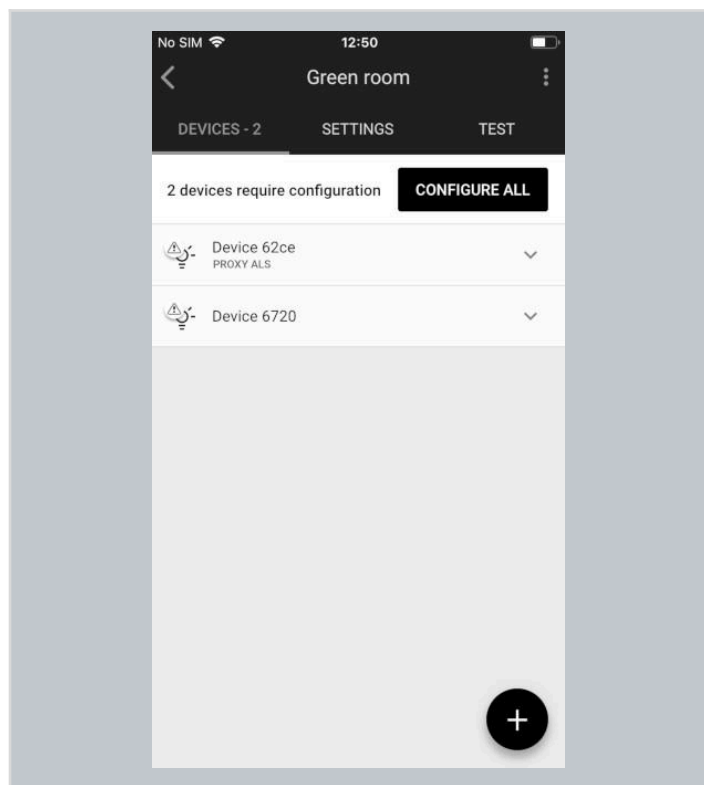 No SIM 12:50
Green room
DEVICES - 2 SETTINGS TEST
2 devices require configuration CONFIGURE ALL
Device 62ce
PROXY ALS
Device 6720